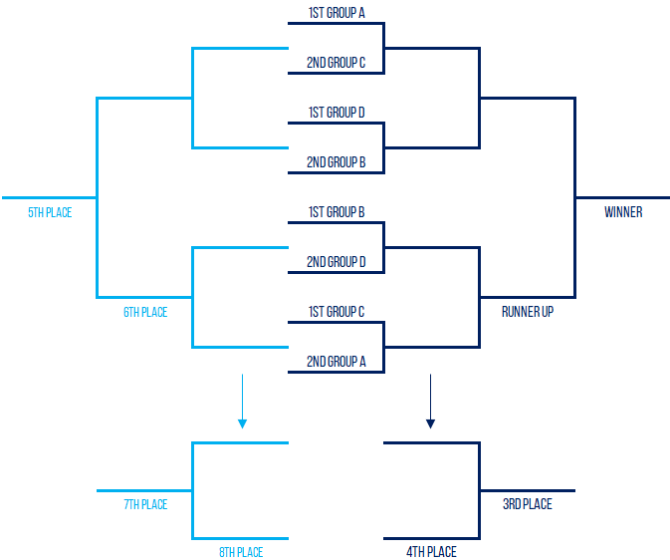 1ST GROUP A
2ND GROUP C
1ST GROUP D
2ND GROUP B
5TH PLACE
1ST GROUP B
WINNER
2ND GROUP D
6TH PLACE
1ST GROUP C
RUNNER UP
2ND GROUP A
7TH PLACE
3RD PLACE
8TH PLACE
4TH PLACE